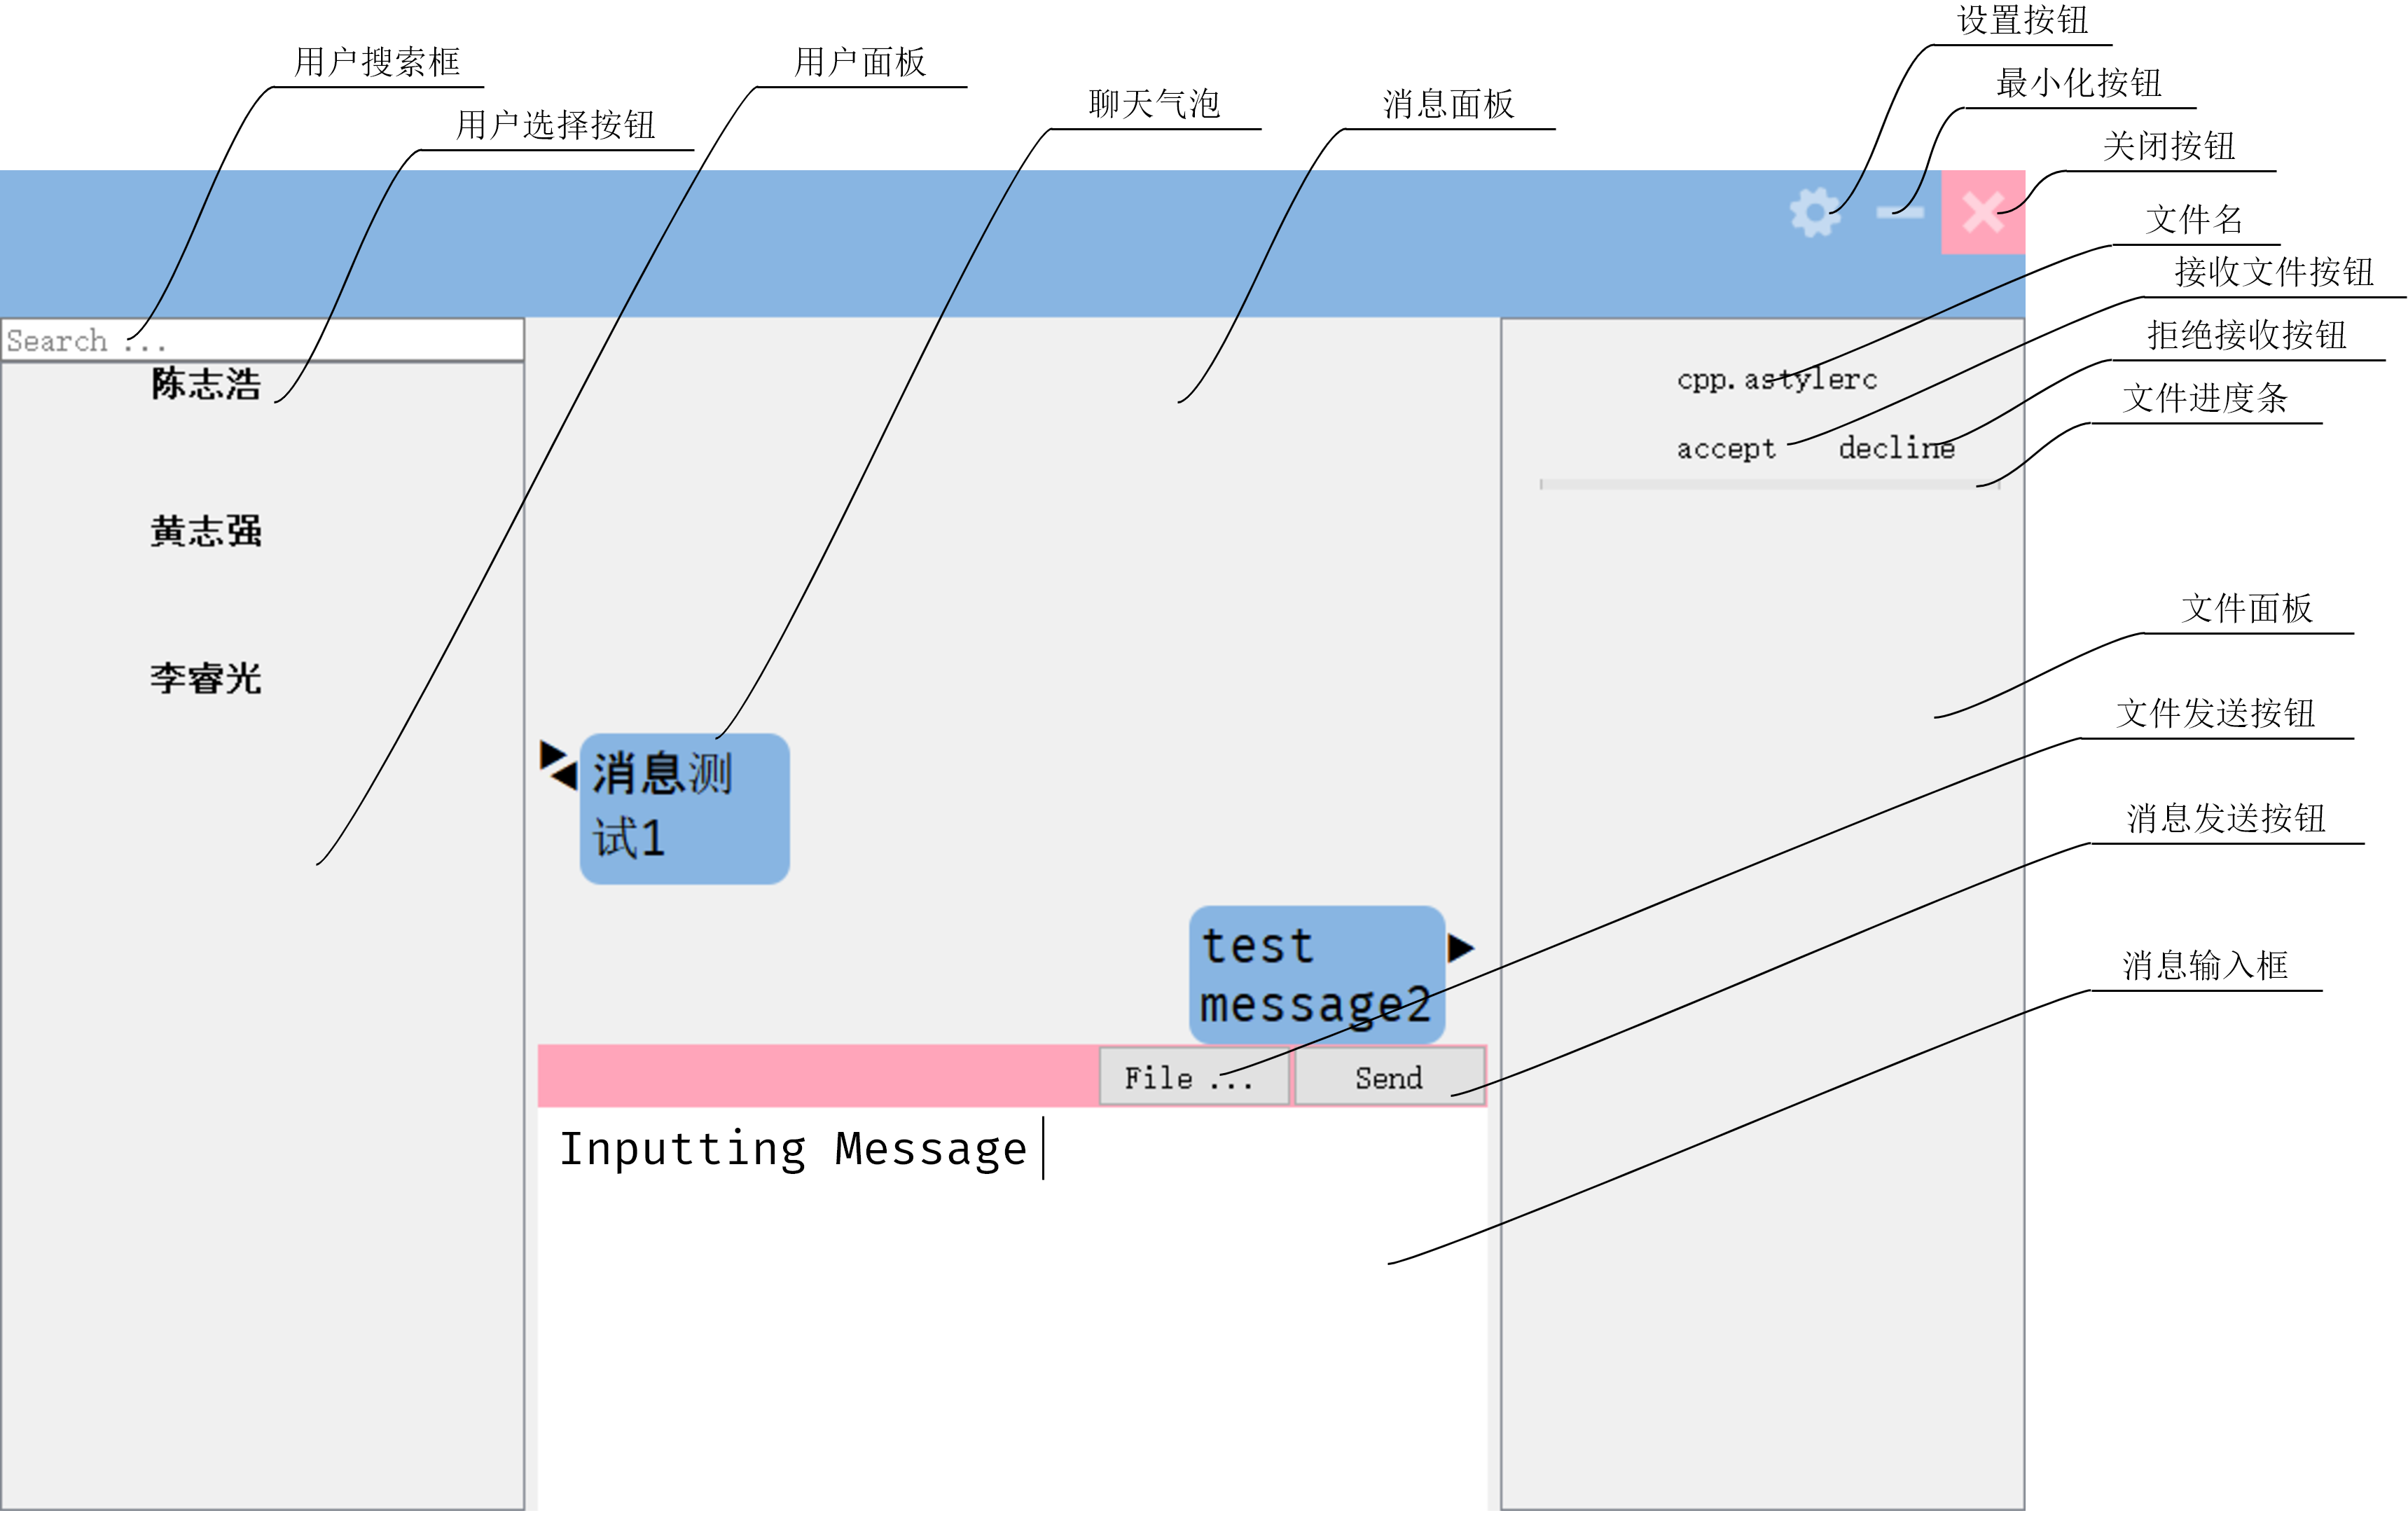 设置按钮
用户搜索框
用户面板
最小化按钮
聊天气泡
消息面板
用户选择按钮
关闭按钮
文件名
接收文件按钮
拒绝接收按钮
文件进度条
Search ...
陈志浩
黄志强
李睿光
cpp.astylerc
accept decline
文件面板
文件发送按钮
消息测
试1
消息发送按钮
test
message2
消息输入框
File ... Send
Inputting Message